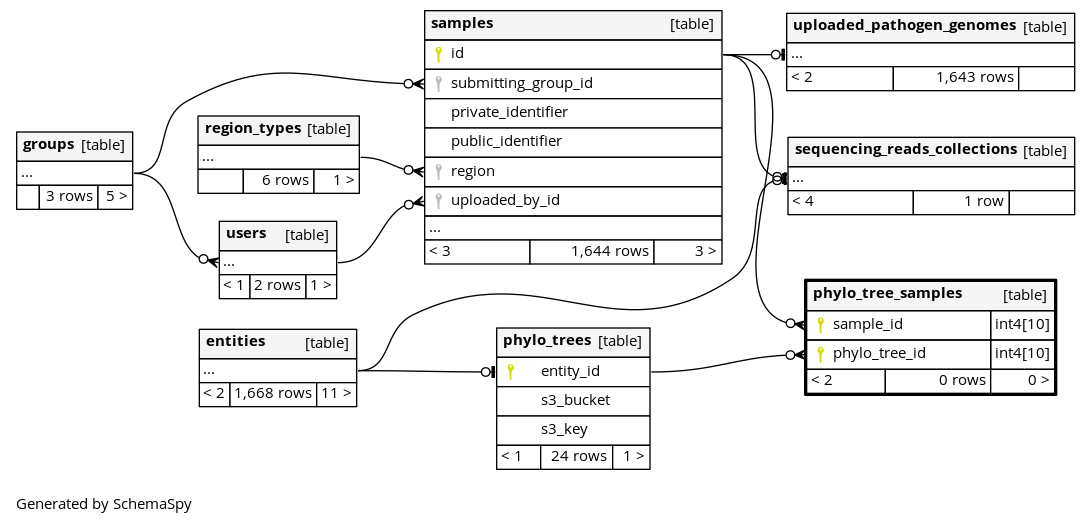 samples [table]
id
submitting_group_id
private_identifier
public_identifier
region
uploaded_by_id
...
< 3 1,644 rows 3 >
uploaded_pathogen_genomes [table]
...
< 2 1,643 rows
groups [table]
...
3 rows 5 >
region_types [table]
...
6 rows 1 >
sequencing_reads_collections [table]
...
< 4 1 row
users [table]
...
< 1 2 rows 1 >
phylo_tree_samples [table]
sample_id int4[10]
phylo_tree_id int4[10]
< 2 0 rows 0 >
entities [table]
...
< 2 1,668 rows 11 >
phylo_trees [table]
entity_id
s3_bucket
s3_key
< 1 24 rows 1 >
Generated by SchemaSpy